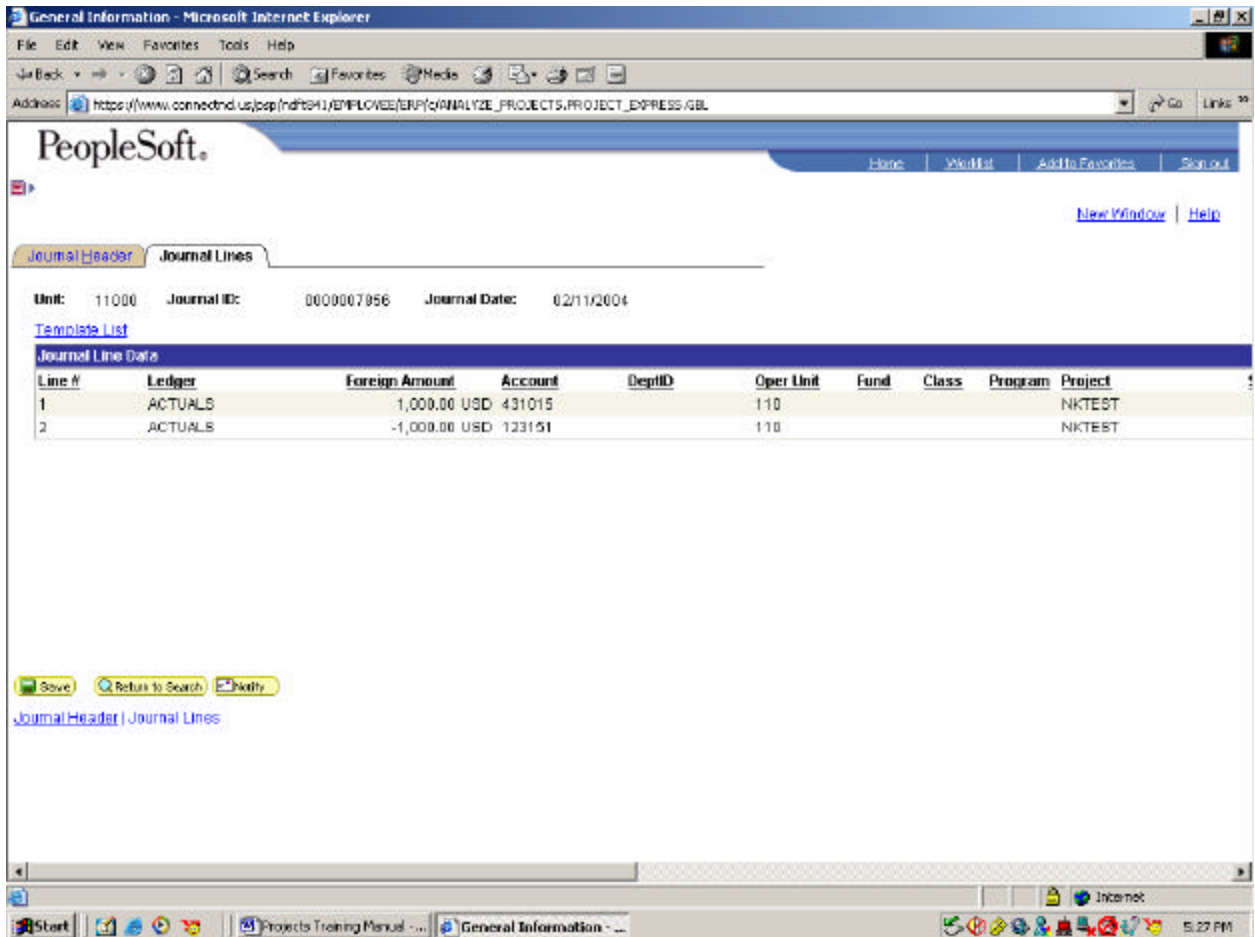 General Information - Microsoft Internet Explorer
File Edit View Favorites Tools Help
Back Search Favorites Media
Address https://www.connectnd.us/psp/ndft841/EMPLOYEE/ERP/c/ANALYZE_PROJECTS.PROJECT_EXPRESS.GBL Go Links »
PeopleSoft.
Home Worklist Add to Favorites Sign out
New Window | Help
Journal Header Journal Lines
Unit: 11000 Journal ID: 0000007856 Journal Date: 02/11/2004
Template List
Journal Line Data
Line # Ledger Foreign Amount Account DeptID Oper Unit Fund Class Program Project
1 ACTUALS 1,000.00 USD 431015 110 NKTEST
2 ACTUALS -1,000.00 USD 123151 110 NKTEST
Save Return to Search Notify
Journal Header | Journal Lines
Internet
Start Projects Training Manual -... General Information - ... 5:27 PM